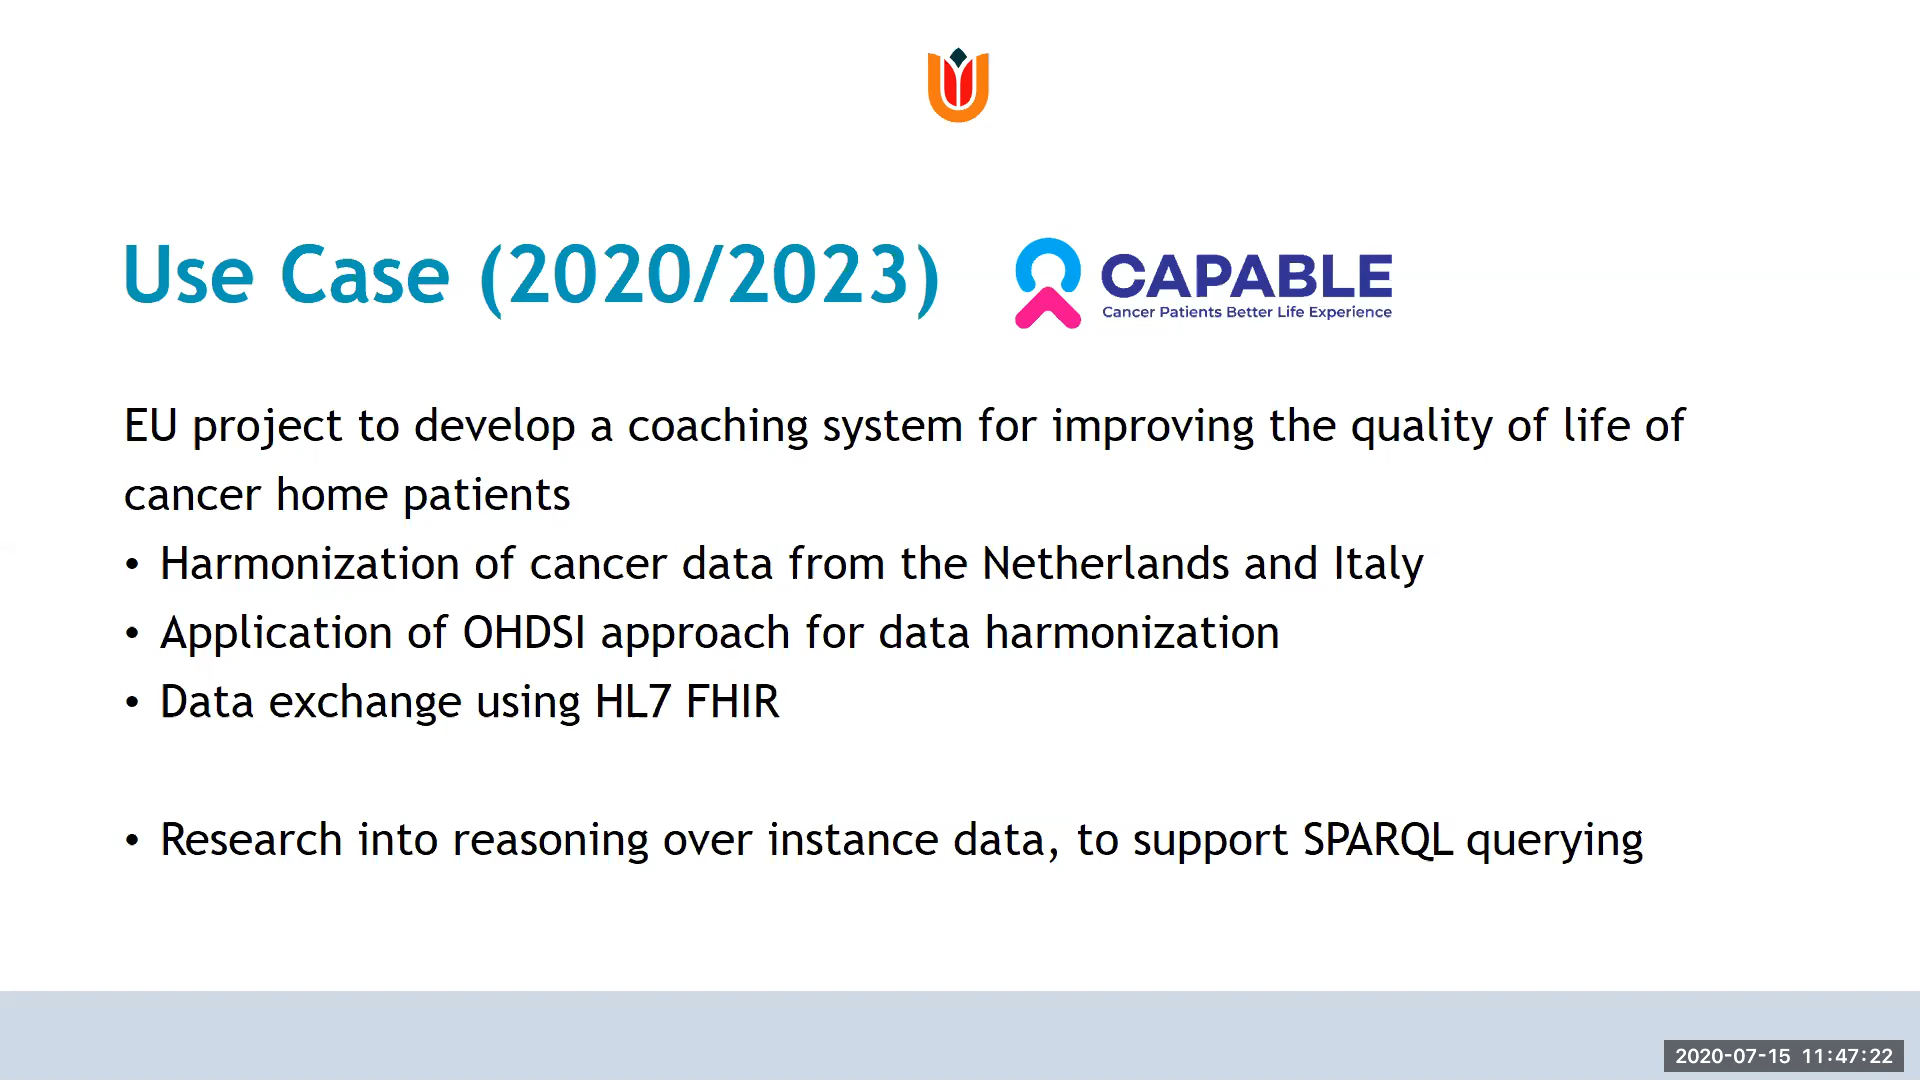 Use Case (2020/2023)
CAPABLE
Cancer Patients Better Life Experience
EU project to develop a coaching system for improving the quality of life of
cancer home patients
• Harmonization of cancer data from the Netherlands and Italy
• Application of OHDSI approach for data harmonization
• Data exchange using HL7 FHIR
• Research into reasoning over instance data, to support SPARQL querying
2020-07-15 11:47:22